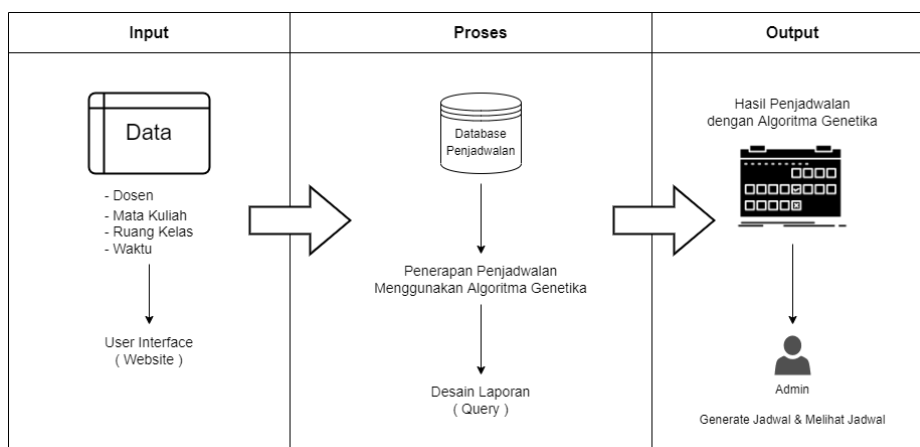 Input
Proses
Output
Data
- Dosen
- Mata Kuliah
- Ruang Kelas
- Waktu
User Interface
( Website )
Database
Penjadwalan
Penerapan Penjadwalan
Menggunakan Algoritma Genetika
Desain Laporan
( Query )
Hasil Penjadwalan
dengan Algoritma Genetika
Admin
Generate Jadwal & Melihat Jadwal